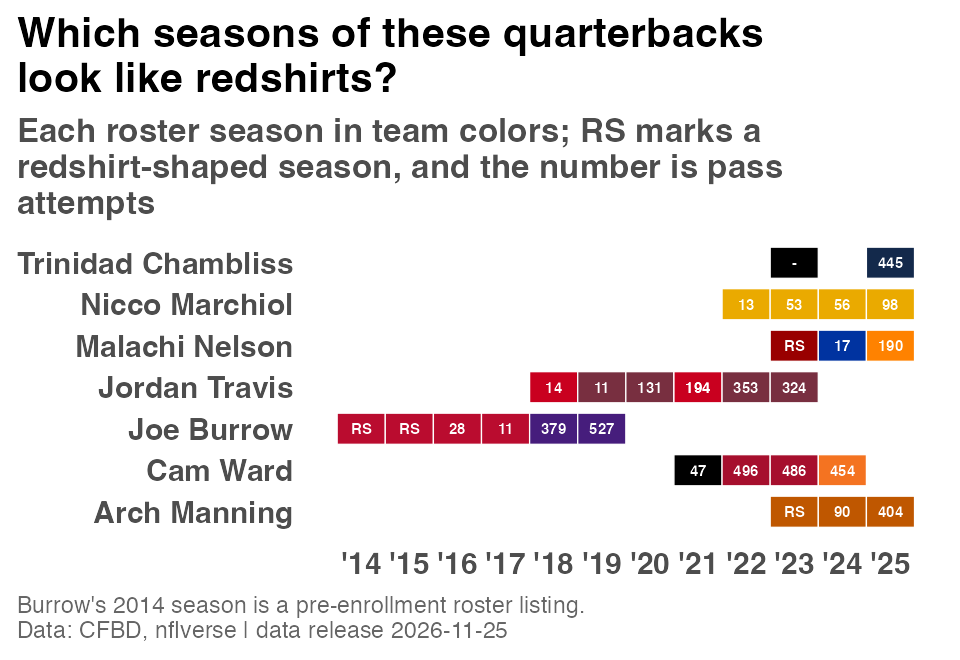 Which seasons of these quarterbacks
look like redshirts?
Each roster season in team colors; RS marks a
redshirt-shaped season, and the number is pass
attempts
Trinidad Chambliss - 445
Nicco Marchiol 13 53 56 98
Malachi Nelson RS 17 190
Jordan Travis 14 11 131 194 353 324
Joe Burrow RS RS 28 11 379 527
Cam Ward 47 496 486 454
Arch Manning RS 90 404
'14 '15 '16 '17 '18 '19 '20 '21 '22 '23 '24 '25
Burrow's 2014 season is a pre-enrollment roster listing.
Data: CFBD, nflverse | data release 2026-11-25